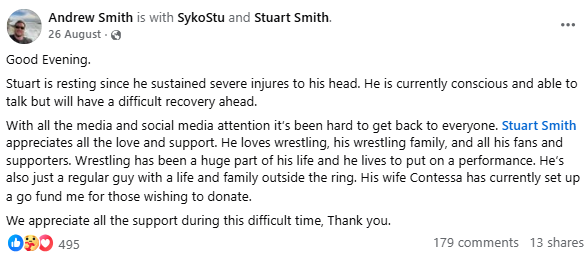 Andrew Smith is with SykoStu and Stuart Smith.
26 August ·
Good Evening.
Stuart is resting since he sustained severe injures to his head. He is currently conscious and able to
talk but will have a difficult recovery ahead.
With all the media and social media attention it's been hard to get back to everyone. Stuart Smith
appreciates all the love and support. He loves wrestling, his wrestling family, and all his fans and
supporters. Wrestling has been a huge part of his life and he lives to put on a performance. He's
also just a regular guy with a life and family outside the ring. His wife Contessa has currently set up
a go fund me for those wishing to donate.
We appreciate all the support during this difficult time, Thank you.
495 179 comments 13 shares